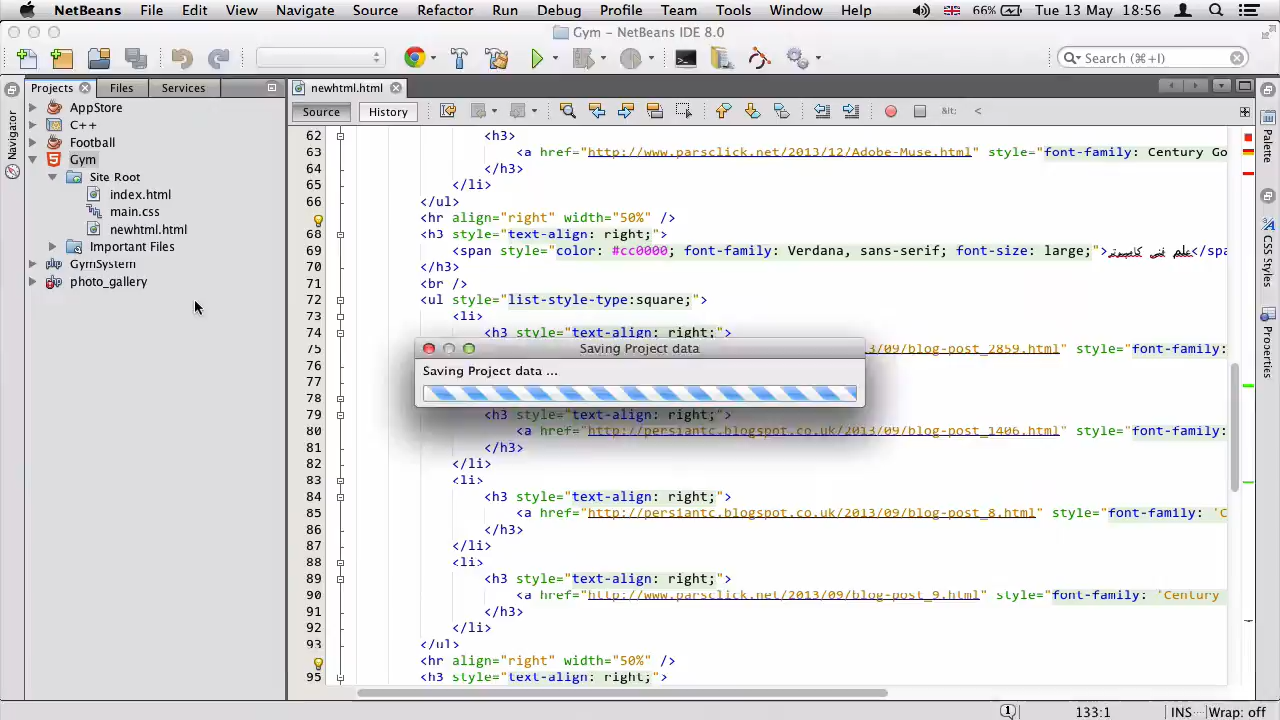 NetBeans File Edit View Navigate Source Refactor Run Debug Profile Team Tools Window Help 66% Tue 13 May 18:56
Gym – NetBeans IDE 8.0
Search (⌘+I)
Projects Files Services
newhtml.html
Source History
Navigator
AppStore
C++
Football
Gym
Site Root
index.html
main.css
newhtml.html
Important Files
GymSystem
photo_gallery
Palette
CSS Styles
Properties
62 <h3>
63 <a href="http://www.parsclick.net/2013/12/Adobe-Muse.html" style="font-family: Century Go
64 </h3>
65 </li>
66 </ul>
67 <hr align="right" width="50%" />
68 <h3 style="text-align: right;">
69 <span style="color: #cc0000; font-family: Verdana, sans-serif; font-size: large;">علم فنی کامپیوتر</spa
70 </h3>
71 <br />
72 <ul style="list-style-type:square;">
73 <li>
74 <h3 style="text-align: right;">
75 9/blog-post_2859.html" style="font-family:
76
77
78
Saving Project data
Saving Project data ...
79 <h3 style="text-align: right;">
80 <a href="http://persiantc.blogspot.co.uk/2013/09/blog-post_1406.html" style="font-family:
81 </h3>
82 </li>
83 <li>
84 <h3 style="text-align: right;">
85 <a href="http://persiantc.blogspot.co.uk/2013/09/blog-post_8.html" style="font-family: 'C
86 </h3>
87 </li>
88 <li>
89 <h3 style="text-align: right;">
90 <a href="http://www.parsclick.net/2013/09/blog-post_9.html" style="font-family: 'Century
91 </h3>
92 </li>
93 </ul>
94 <hr align="right" width="50%" />
95 <h3 style="text-align: right;">
133:1 INS Wrap: off